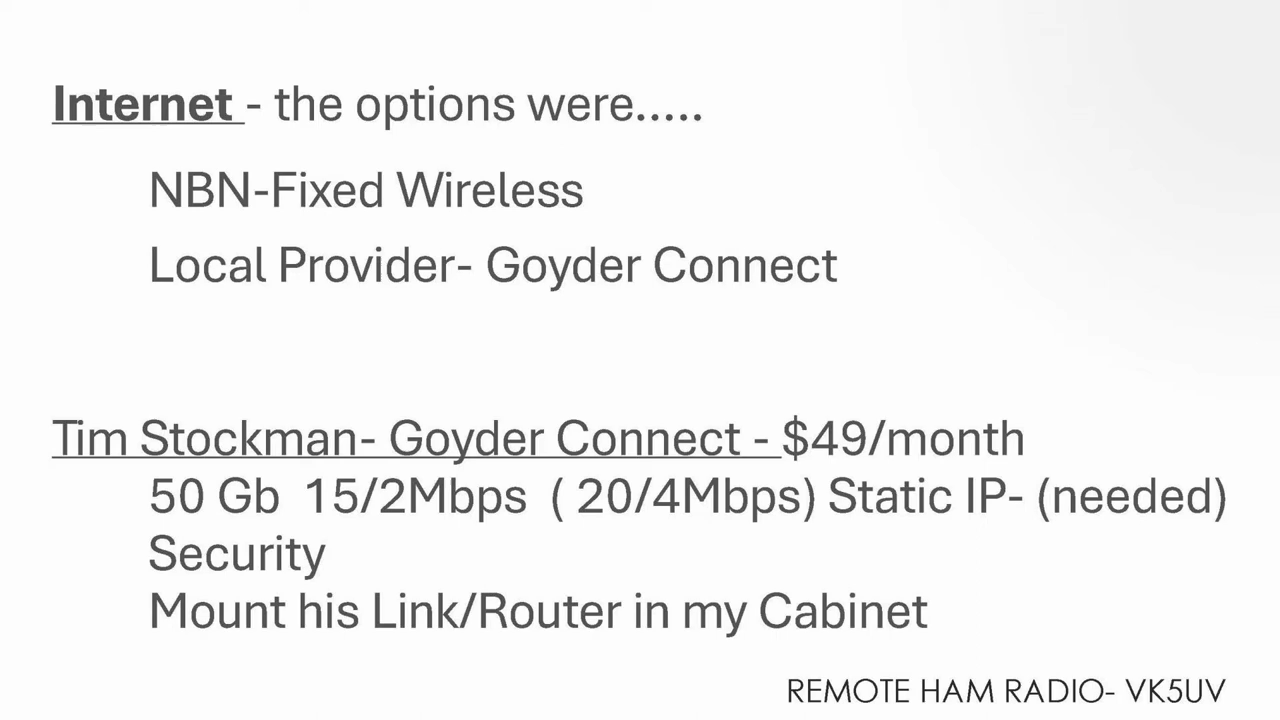 Internet - the options were.....
NBN-Fixed Wireless
Local Provider- Goyder Connect
Tim Stockman- Goyder Connect - $49/month
50 Gb  15/2Mbps  ( 20/4Mbps) Static IP- (needed)
Security
Mount his Link/Router in my Cabinet
REMOTE HAM RADIO- VK5UV